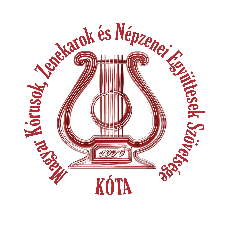 Magyar Kórusok, Zenekarok és Népzenei Együttesek Szövetsége
KÓTA